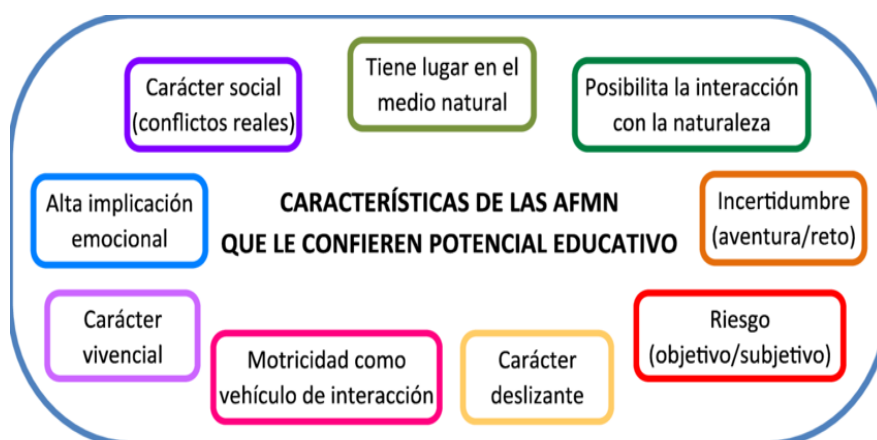 Carácter social
(conflictos reales)
Tiene lugar en el
medio natural
Posibilita la interacción
con la naturaleza
Alta implicación
emocional
CARACTERÍSTICAS DE LAS AFMN
QUE LE CONFIEREN POTENCIAL EDUCATIVO
Incertidumbre
(aventura/reto)
Carácter
vivencial
Motricidad como
vehículo de interacción
Carácter
deslizante
Riesgo
(objetivo/subjetivo)